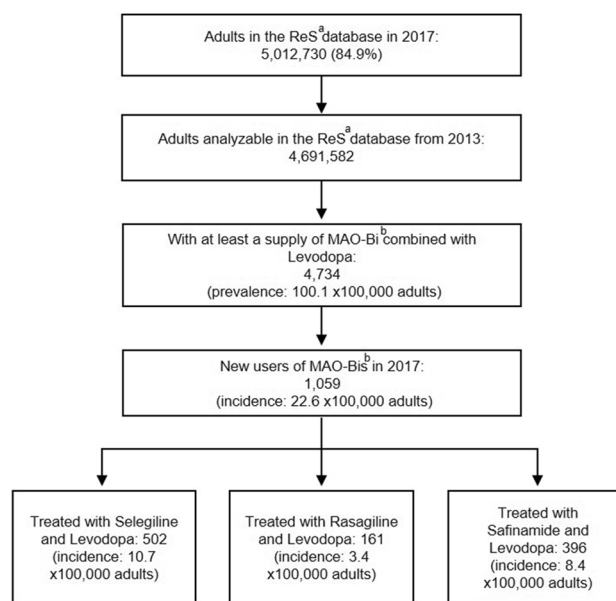 Adults in the ReSᵃ database in 2017:
5,012,730 (84.9%)
Adults analyzable in the ReSᵃ database from 2013:
4,691,582
With at least a supply of MAO-Biᵇ combined with
Levodopa:
4,734
(prevalence: 100.1 x100,000 adults)
New users of MAO-Bisᵇ in 2017:
1,059
(incidence: 22.6 x100,000 adults)
Treated with Selegiline
and Levodopa: 502
(incidence: 10.7
x100,000 adults)
Treated with Rasagiline
and Levodopa: 161
(incidence: 3.4
x100,000 adults)
Treated with
Safinamide and
Levodopa: 396
(incidence: 8.4
x100,000 adults)